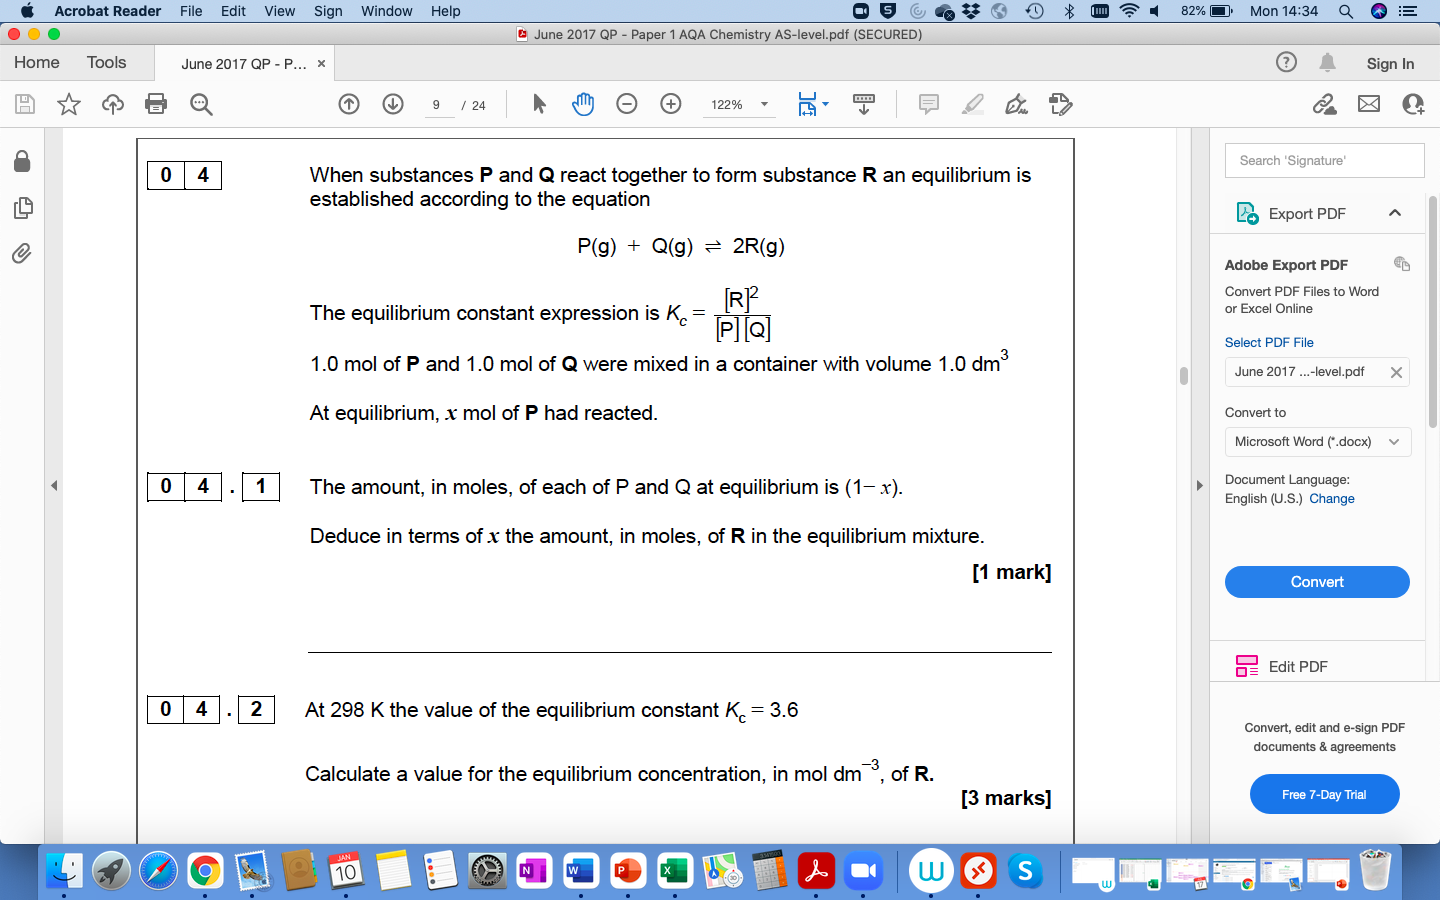 Acrobat Reader File Edit View Sign Window Help 82% Mon 14:34
June 2017 QP - Paper 1 AQA Chemistry AS-level.pdf (SECURED)
Home Tools June 2017 QP - P... × Sign In
9 / 24 122%
0 4 When substances P and Q react together to form substance R an equilibrium is
established according to the equation
P(g) + Q(g) ⇌ 2R(g)
The equilibrium constant expression is Kc = [R]² / [P][Q]
1.0 mol of P and 1.0 mol of Q were mixed in a container with volume 1.0 dm³
At equilibrium, x mol of P had reacted.
0 4 . 1 The amount, in moles, of each of P and Q at equilibrium is (1− x).
Deduce in terms of x the amount, in moles, of R in the equilibrium mixture.
[1 mark]
0 4 . 2 At 298 K the value of the equilibrium constant Kc = 3.6
Calculate a value for the equilibrium concentration, in mol dm⁻³, of R.
[3 marks]
Search 'Signature'
Export PDF
Adobe Export PDF
Convert PDF Files to Word
or Excel Online
Select PDF File
June 2017 ...-level.pdf
Convert to
Microsoft Word (*.docx)
Document Language:
English (U.S.) Change
Convert
Edit PDF
Convert, edit and e-sign PDF
documents & agreements
Free 7-Day Trial
JAN
10